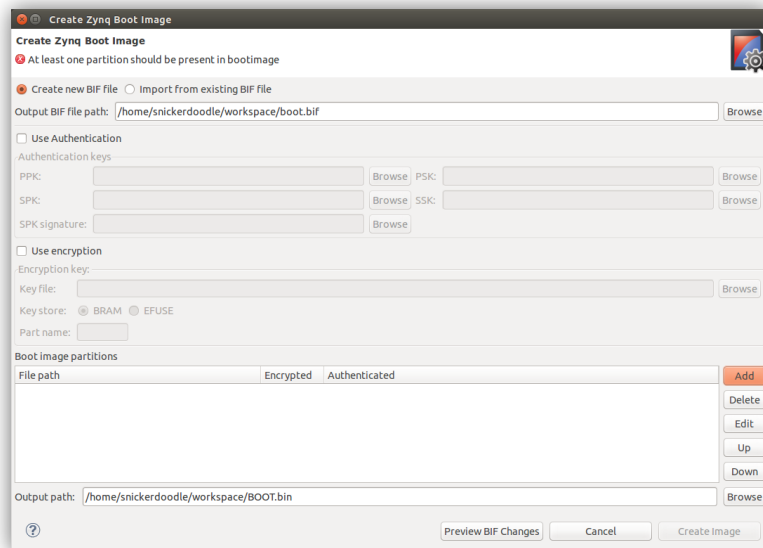 Create Zynq Boot Image
Create Zynq Boot Image
At least one partition should be present in bootimage
Create new BIF file Import from existing BIF file
Output BIF file path: /home/snickerdoodle/workspace/boot.bif Browse
Use Authentication
Authentication keys
PPK: Browse PSK: Browse
SPK: Browse SSK: Browse
SPK signature: Browse
Use encryption
Encryption key:
Key file: Browse
Key store: BRAM EFUSE
Part name:
Boot image partitions
File path Encrypted Authenticated Add
Delete
Edit
Up
Down
Output path: /home/snickerdoodle/workspace/BOOT.bin Browse
? Preview BIF Changes Cancel Create Image